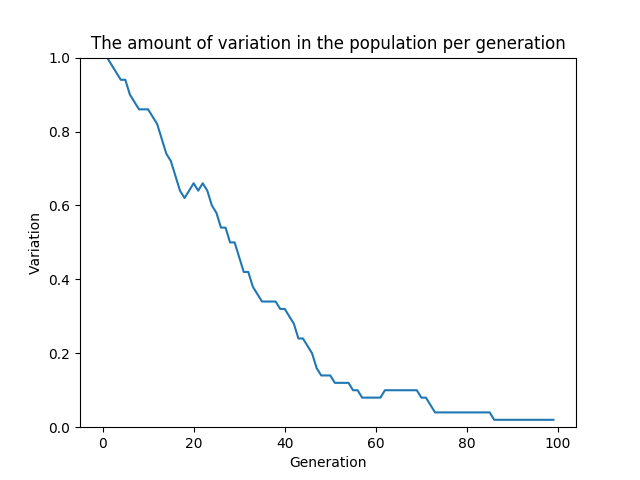 The amount of variation in the population per generation
1.0
0.8
0.6
0.4
0.2
0.0
Variation
0 20 40 60 80 100
Generation